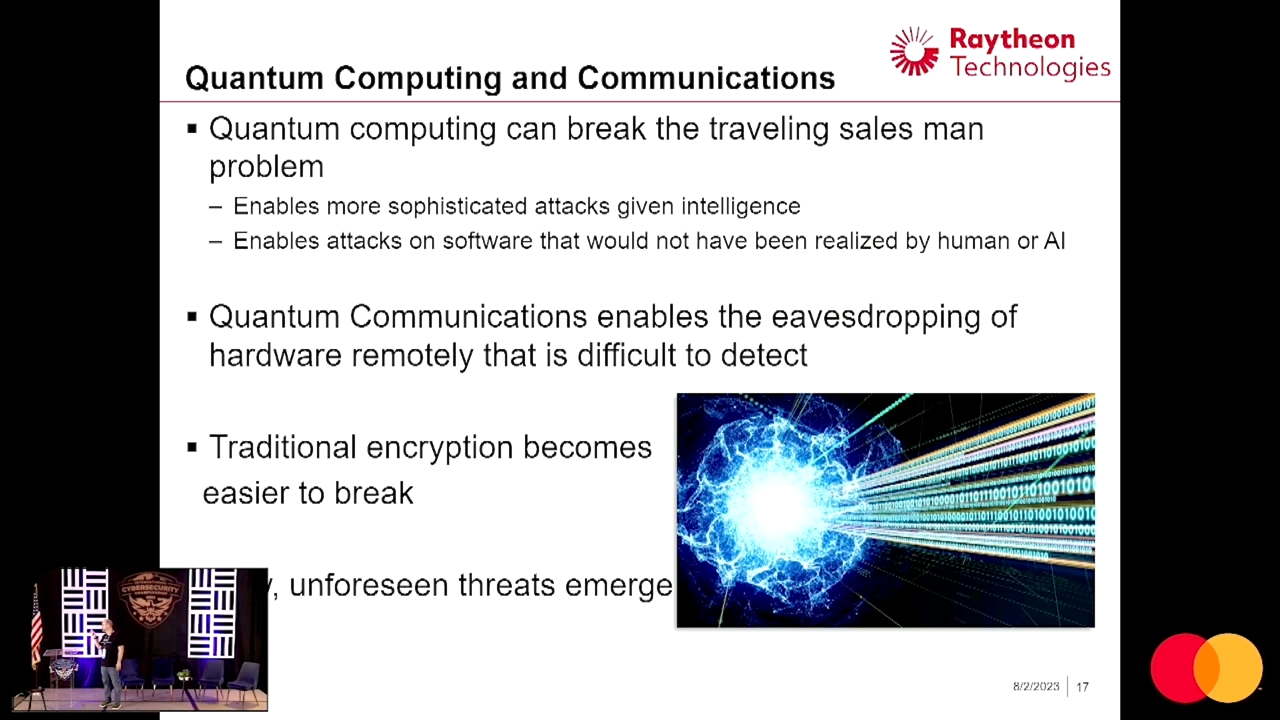 Raytheon
Technologies
Quantum Computing and Communications
▪ Quantum computing can break the traveling sales man
problem
– Enables more sophisticated attacks given intelligence
– Enables attacks on software that would not have been realized by human or AI
▪ Quantum Communications enables the eavesdropping of
hardware remotely that is difficult to detect
▪ Traditional encryption becomes
easier to break
, unforeseen threats emerge
CYBERSECURITY
8/2/2023 17